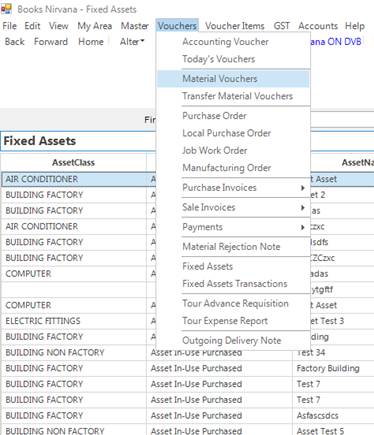 Books Nirvana - Fixed Assets
File Edit View My Area Master Vouchers Voucher Items GST Accounts Help
Back Forward Home Alter ana ON DVB
Accounting Voucher
Today's Vouchers
Material Vouchers
Transfer Material Vouchers
Purchase Order
Local Purchase Order
Job Work Order
Manufacturing Order
Purchase Invoices
Sale Invoices
Payments
Material Rejection Note
Fixed Assets
Fixed Assets Transactions
Tour Advance Requisition
Tour Expense Report
Outgoing Delivery Note
Fin
Fixed Assets
AssetClass AssetNa
AIR CONDITIONER A t Asset
BUILDING FACTORY A et 2
BUILDING FACTORY A as
AIR CONDITIONER A zxc
BUILDING FACTORY A lsdfs
BUILDING FACTORY A CZxc
COMPUTER A adas
ytgftf
COMPUTER A t Asset
ELECTRIC FITTINGS A et Test 3
BUILDING FACTORY A ding
BUILDING NON FACTORY Asset In-Use Purchased Test 34
BUILDING FACTORY Asset In-Use Purchased Factory Building
BUILDING FACTORY Asset In-Use Purchased Test 7
BUILDING FACTORY Asset In-Use Purchased Test 7
BUILDING FACTORY Asset In-Use Purchased Asfascsdcs
BUILDING NON FACTORY Asset In-Use Purchased Asset Test 5